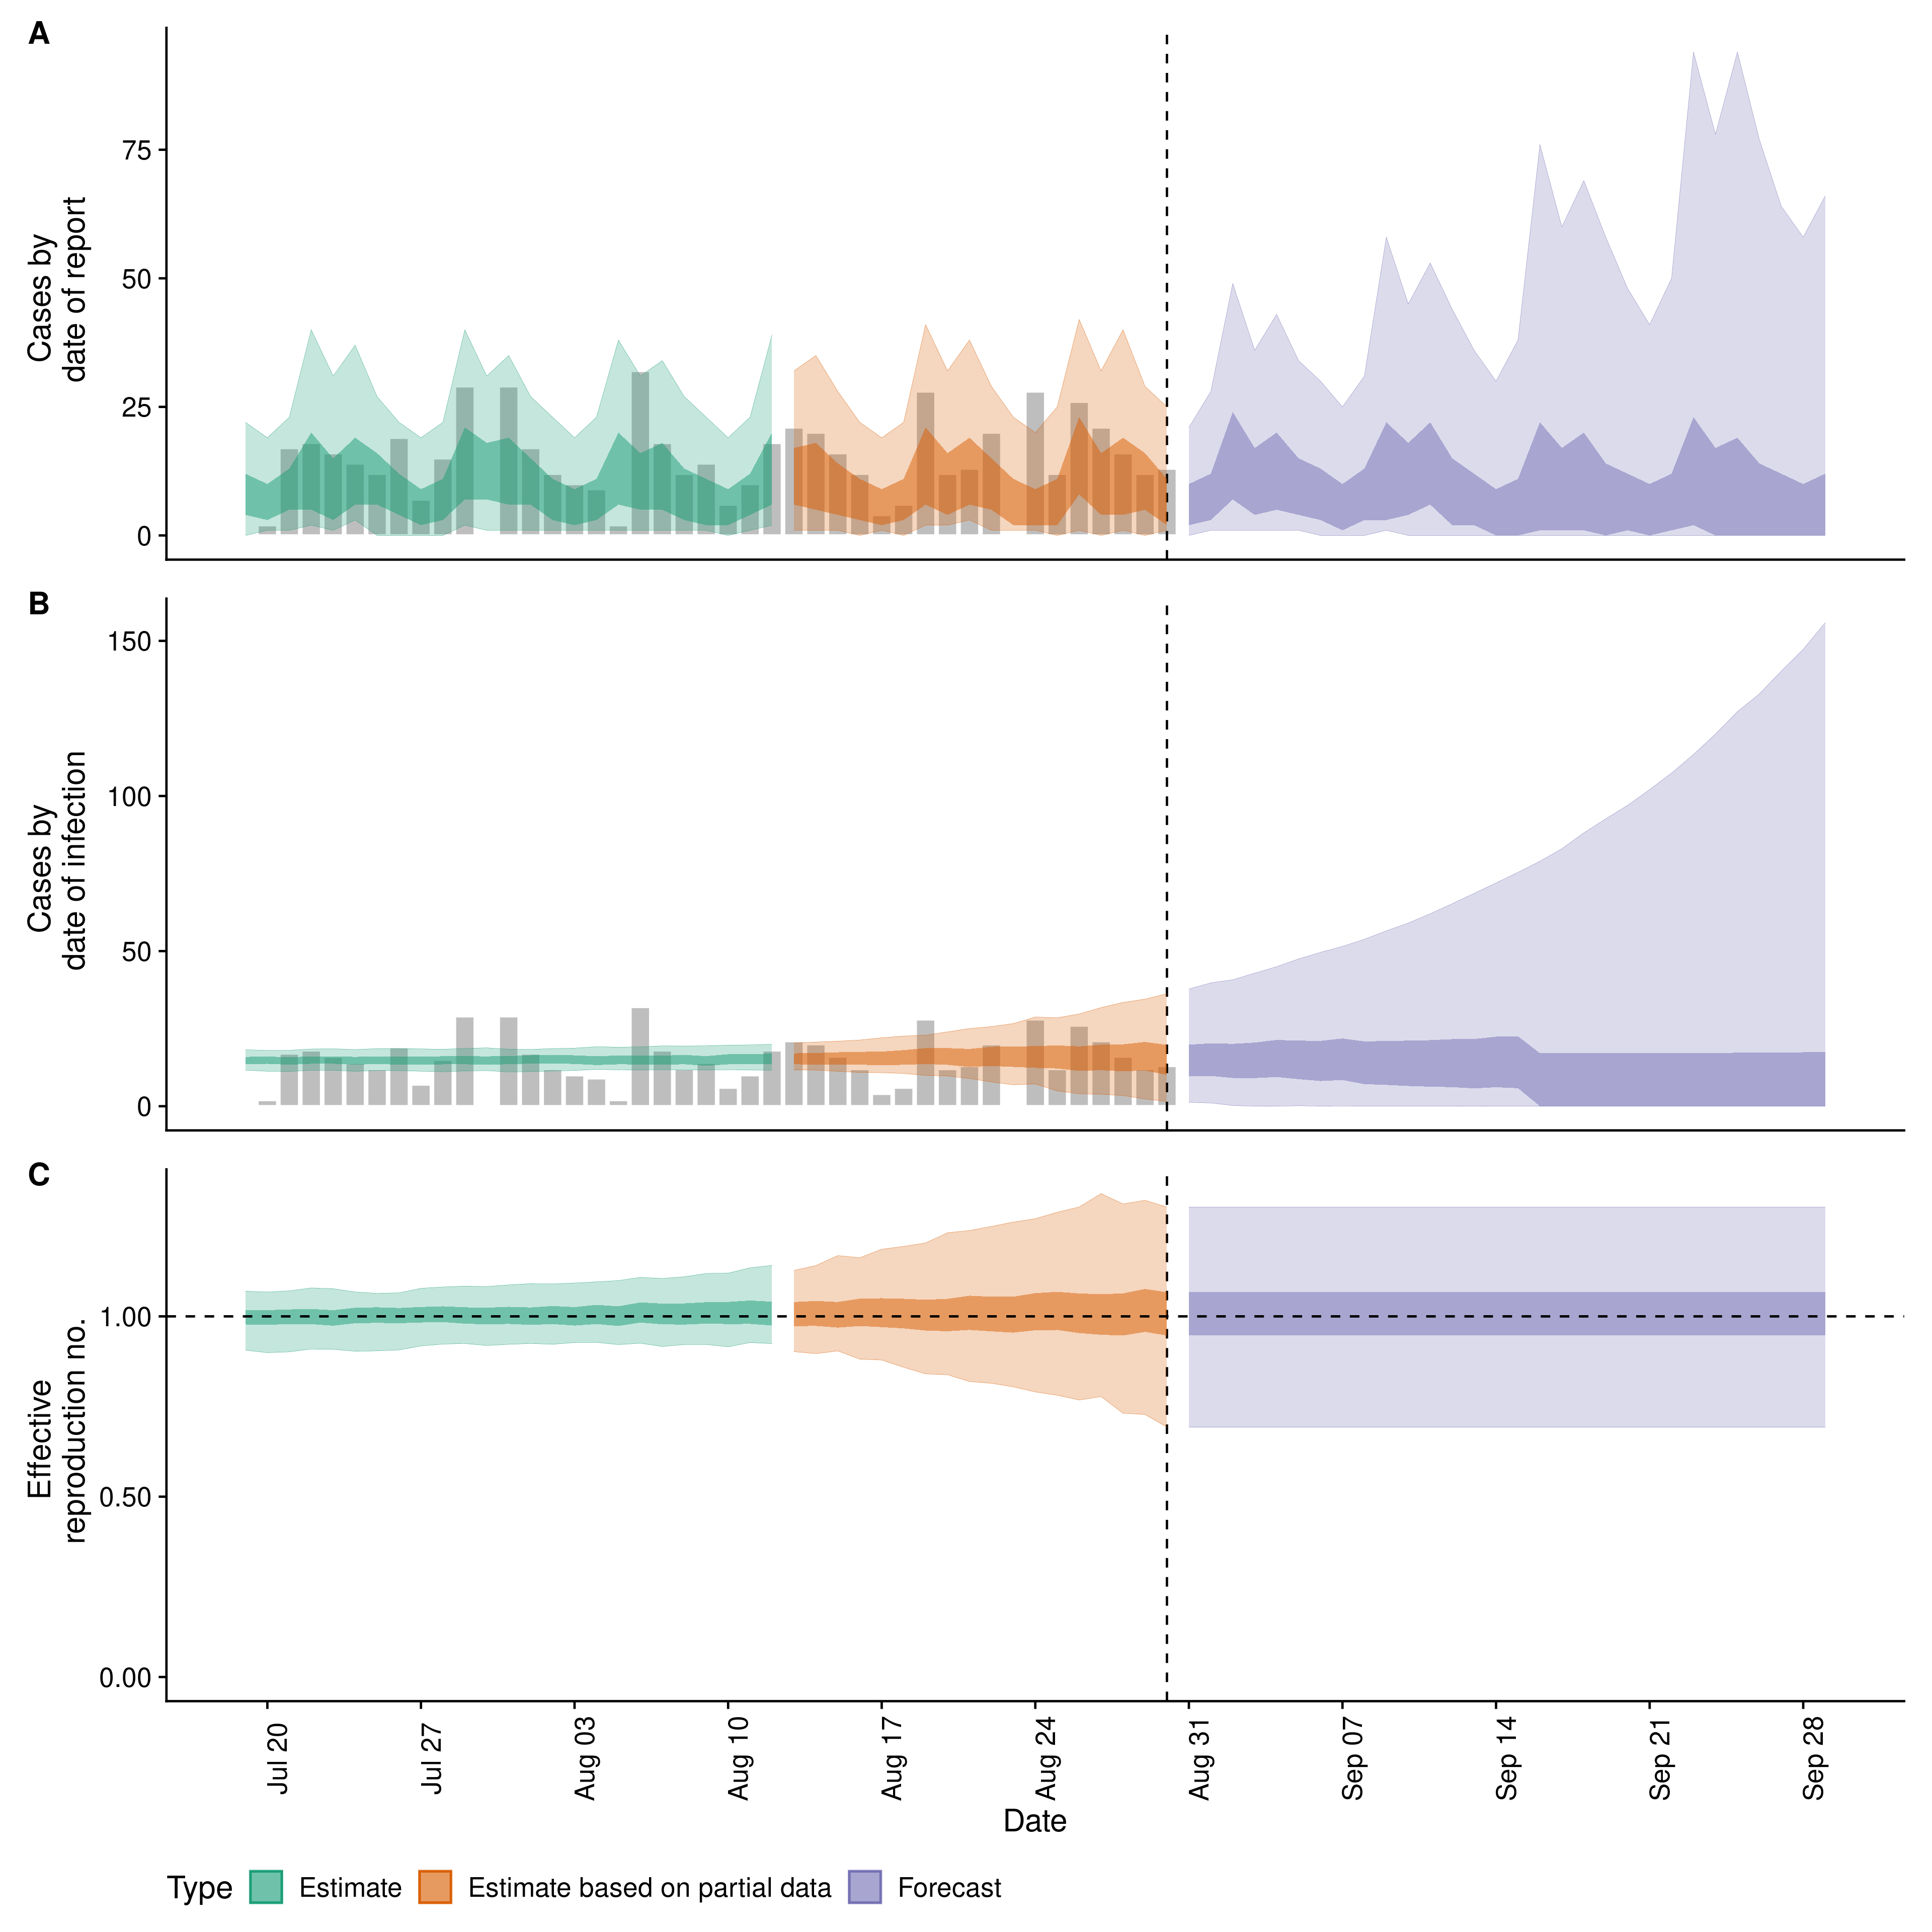 A
Cases by
date of report
75
50
25
0
B
Cases by
date of infection
150
100
50
0
C
Effective
reproduction no.
1.00
0.50
0.00
Jul 20
Jul 27
Aug 03
Aug 10
Aug 17
Aug 24
Aug 31
Sep 07
Sep 14
Sep 21
Sep 28
Date
Type Estimate Estimate based on partial data Forecast